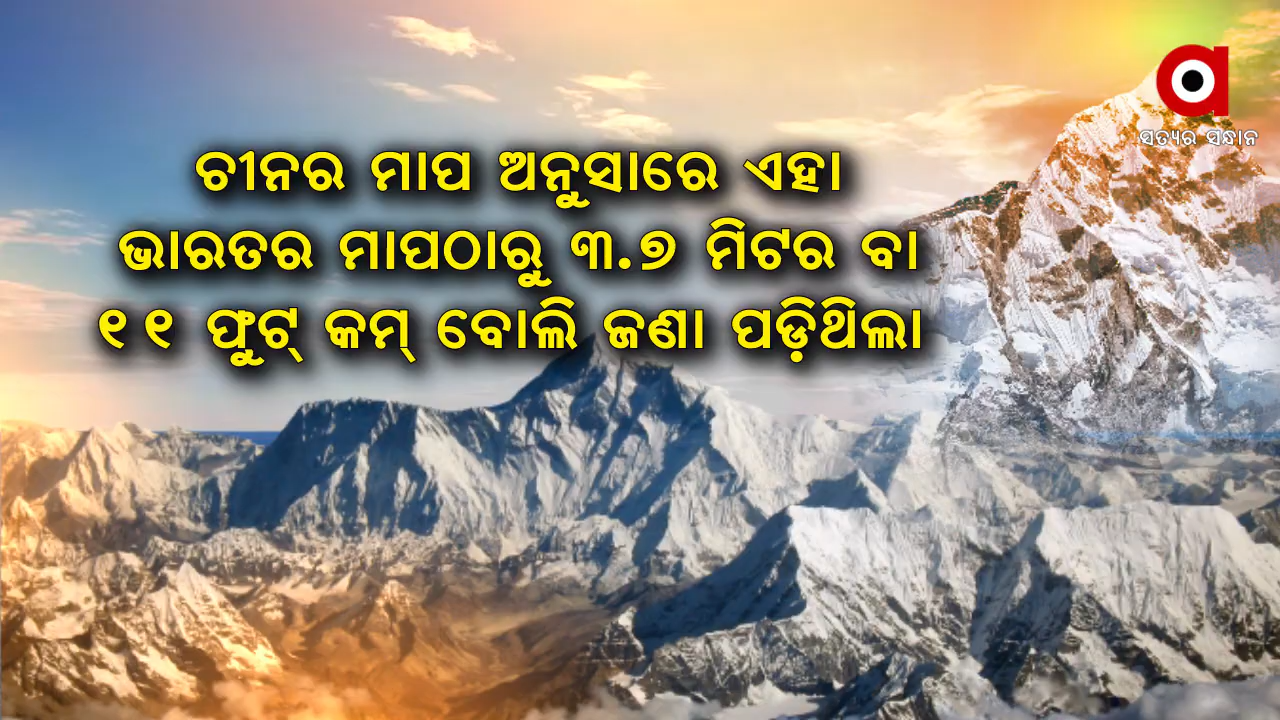 ସତ୍ୟର ସନ୍ଧାନ
ଚୀନର ମାପ ଅନୁସାରେ ଏହା
ଭାରତର ମାପଠାରୁ ୩.୭ ମିଟର ବା
୧୧ ଫୁଟ୍ କମ୍ ବୋଲି ଜଣା ପଡ଼ିଥିଲା